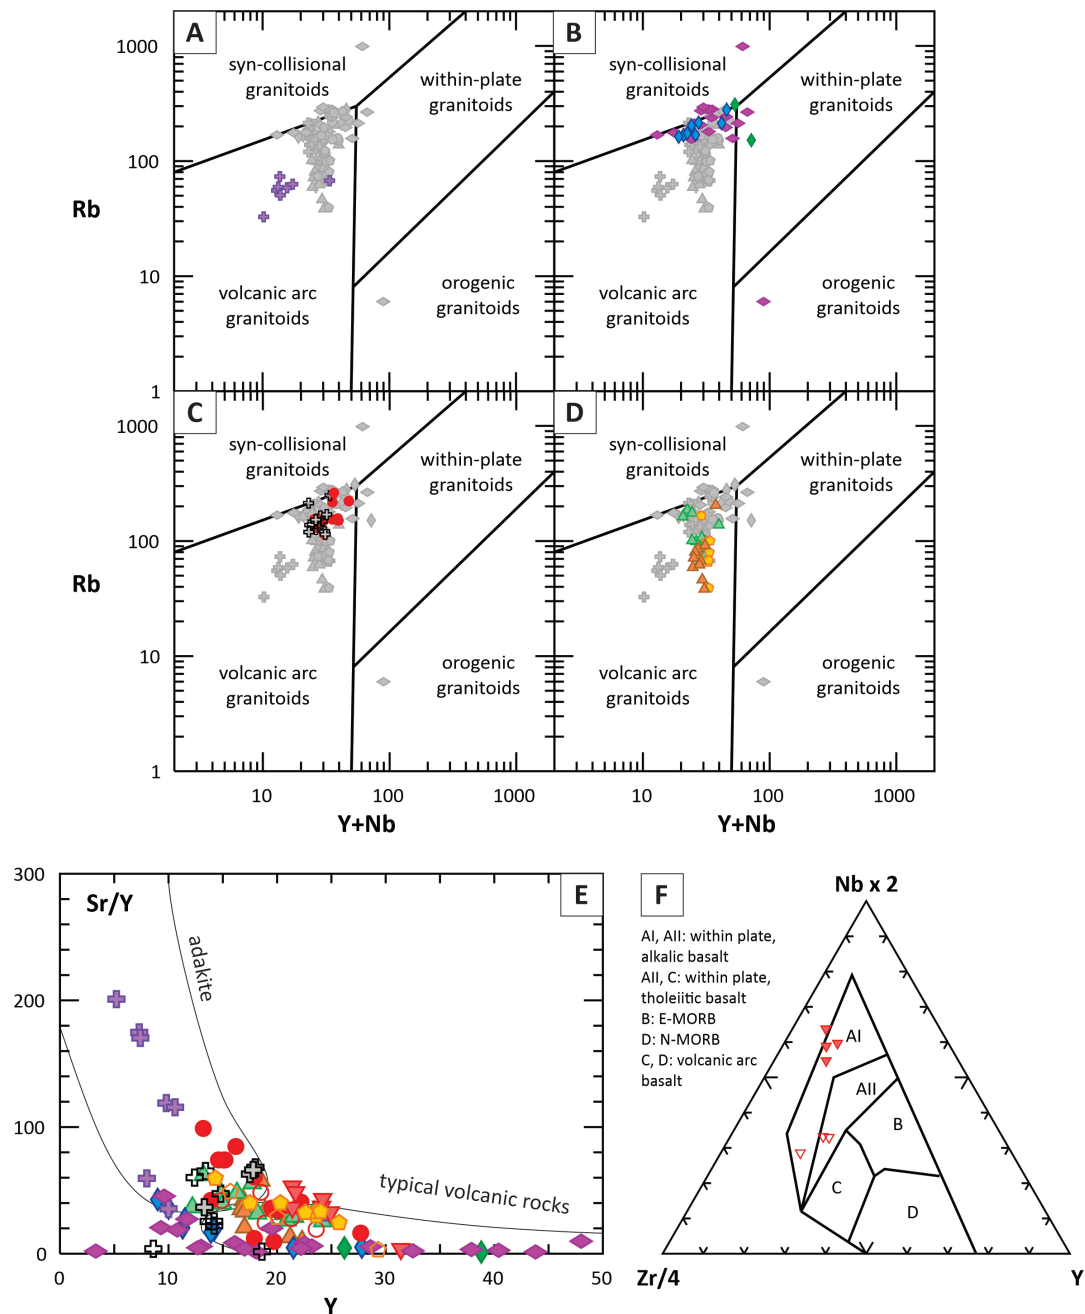 A
B
1000
syn-collisional
granitoids
within-plate
granitoids
syn-collisional
granitoids
within-plate
granitoids
100
Rb
10
volcanic arc
granitoids
orogenic
granitoids
volcanic arc
granitoids
orogenic
granitoids
1
C
D
1000
syn-collisional
granitoids
within-plate
granitoids
syn-collisional
granitoids
within-plate
granitoids
100
Rb
10
volcanic arc
granitoids
orogenic
granitoids
volcanic arc
granitoids
orogenic
granitoids
1
10
100
1000
10
100
1000
Y+Nb
Y+Nb
300
Sr/Y
E
adakite
200
100
typical volcanic rocks
0
0
10
20
30
40
50
Y
F
Nb x 2
AI, AII: within plate,
alkalic basalt
AII, C: within plate,
tholeiitic basalt
B: E-MORB
D: N-MORB
C, D: volcanic arc
basalt
AI
AII
B
C
D
Zr/4
Y